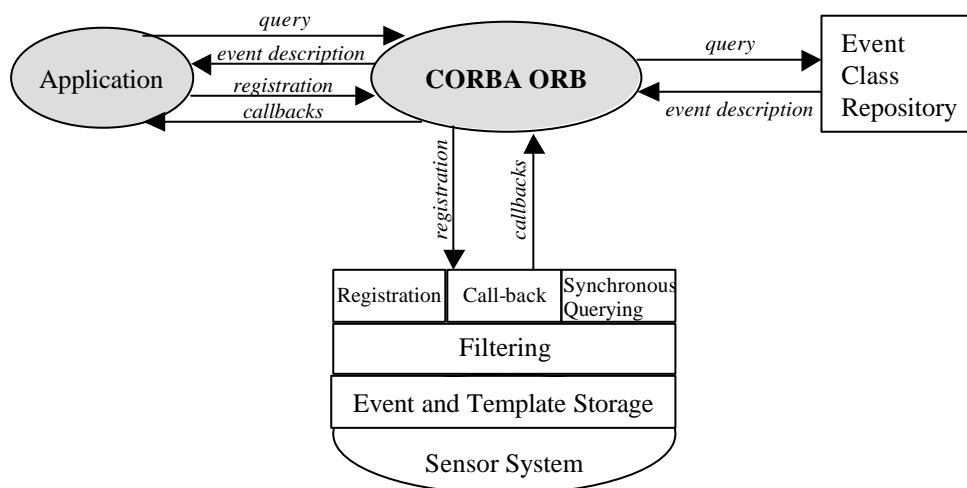 query
event description
Application
registration
callbacks
CORBA ORB
query
event description
Event
Class
Repository
registration
callbacks
Registration
Call-back
Synchronous
Querying
Filtering
Event and Template Storage
Sensor System